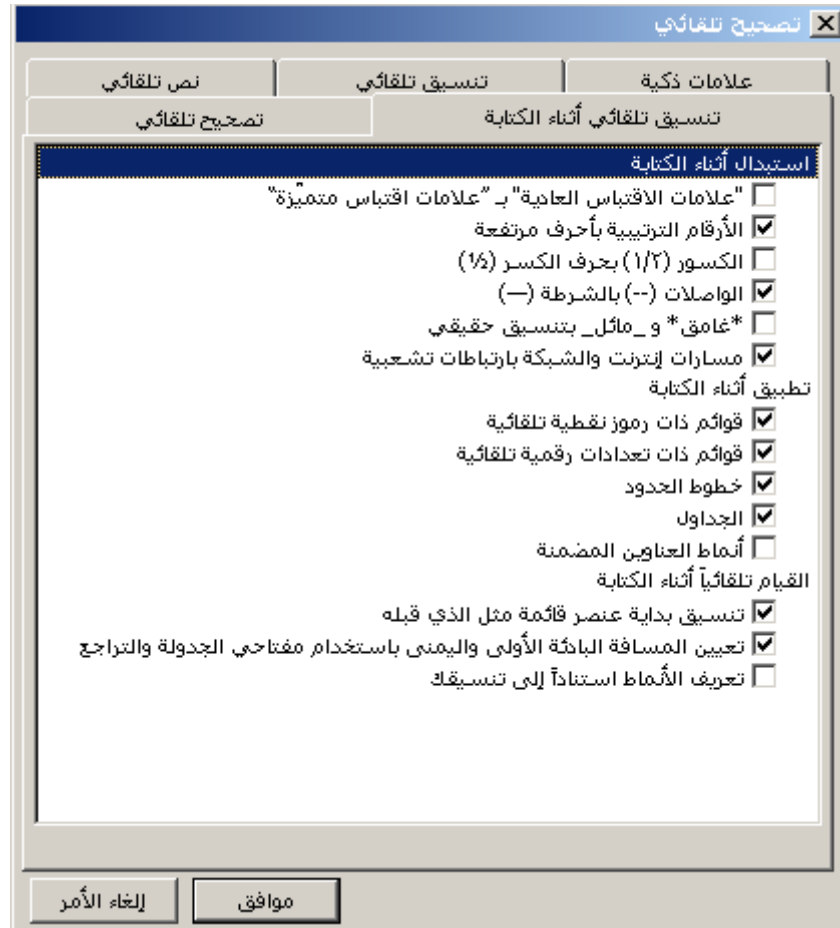 تصحيح تلقائي
علامات ذكية
تنسيق تلقائي
نص تلقائي
تنسيق تلقائي أثناء الكتابة
تصحيح تلقائي
استبدال أثناء الكتابة
"علامات الاقتباس العادية" بـ “علامات اقتباس متميّزة”
الأرقام الترتيبية بأحرف مرتفعة
الكسور (١/٢) بحرف الكسر (½)
الواصلات (--) بالشرطة (—)
*غامق* و _مائل_ بتنسيق حقيقي
مسارات إنترنت والشبكة بارتباطات تشعبية
تطبيق أثناء الكتابة
قوائم ذات رموز نقطية تلقائية
قوائم ذات تعدادات رقمية تلقائية
خطوط الحدود
الجداول
أنماط العناوين المضمنة
القيام تلقائياً أثناء الكتابة
تنسيق بداية عنصر قائمة مثل الذي قبله
تعيين المسافة البادئة الأولى واليمنى باستخدام مفتاحي الجدولة والتراجع
تعريف الأنماط استناداً إلى تنسيقك
موافق
إلغاء الأمر